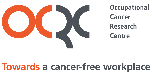 OCRC
Occupational
Cancer
Research
Centre
Towards a cancer-free workplace